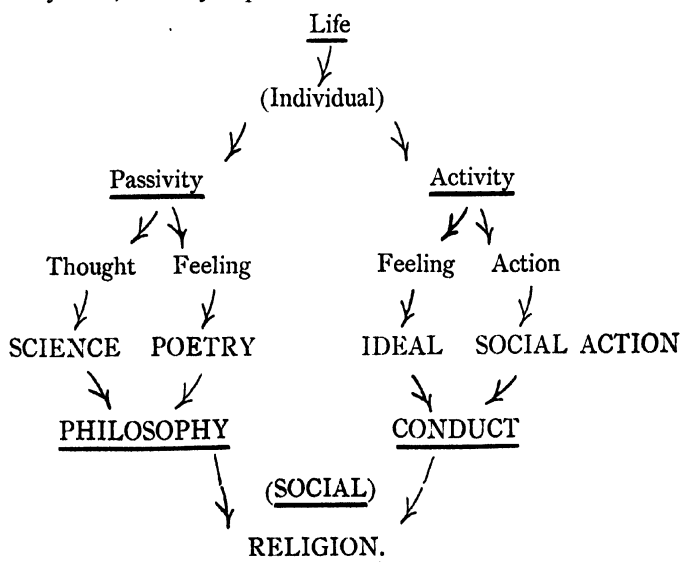 Life
(Individual)
Passivity Activity
Thought Feeling Feeling Action
SCIENCE POETRY IDEAL SOCIAL ACTION
PHILOSOPHY CONDUCT
(SOCIAL)
RELIGION.